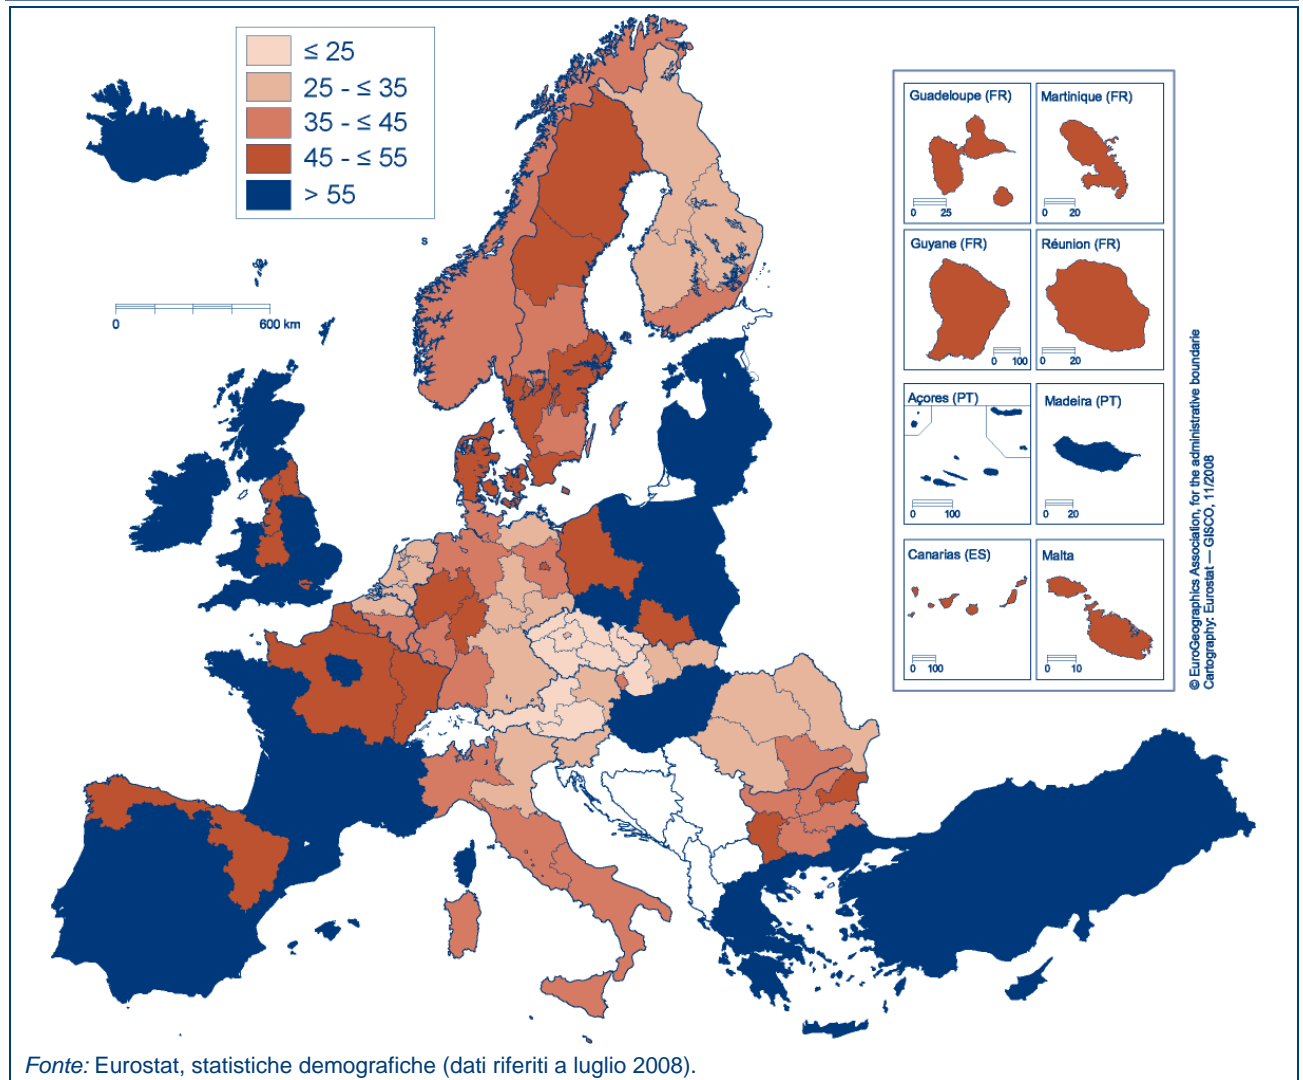 ≤ 25
25 - ≤ 35
35 - ≤ 45
45 - ≤ 55
> 55
s
0 600 km
Guadeloupe (FR)
0 25
Martinique (FR)
0 20
Guyane (FR)
0 100
Réunion (FR)
0 20
Açores (PT)
0 100
Madeira (PT)
0 20
Canarias (ES)
0 100
Malta
0 10
© EuroGeographics Association, for the administrative boundarie
Cartography: Eurostat — GISCO, 11/2008
Fonte: Eurostat, statistiche demografiche (dati riferiti a luglio 2008).